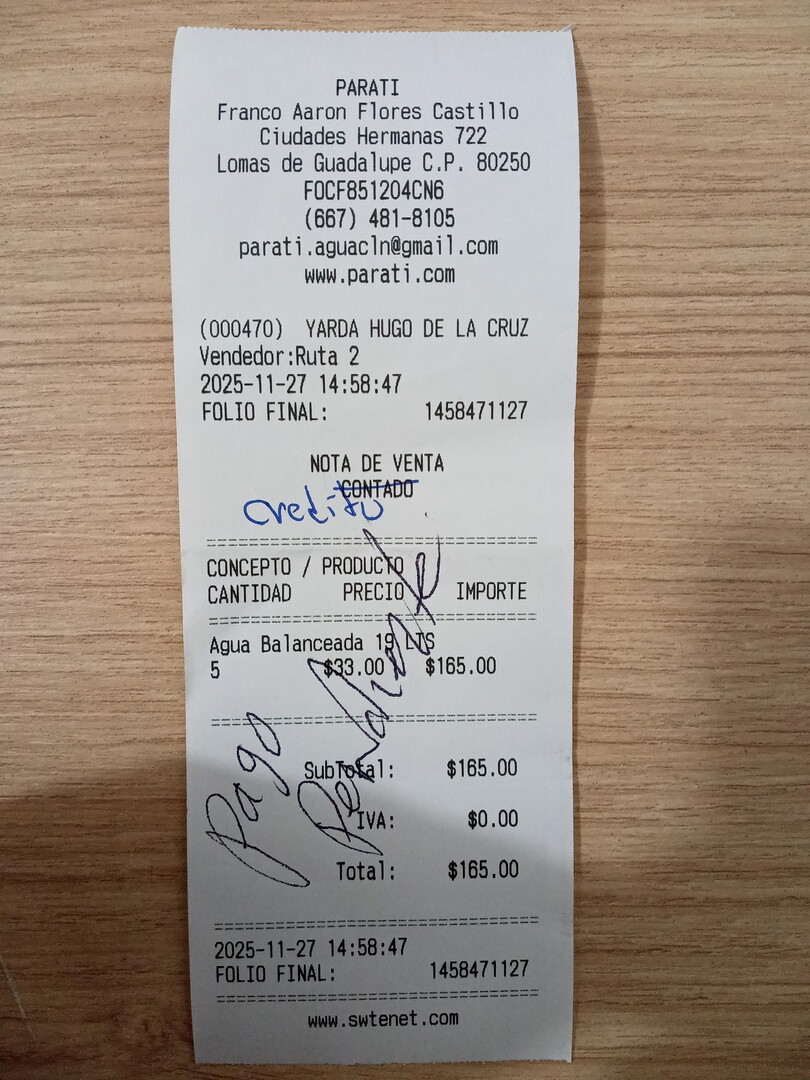 PARATI
Franco Aaron Flores Castillo
Ciudades Hermanas 722
Lomas de Guadalupe C.P. 80250
FOCF851204CN6
(667) 481-8105
parati.aguacln@gmail.com
www.parati.com
(000470) YARDA HUGO DE LA CRUZ
Vendedor:Ruta 2
2025-11-27 14:58:47
FOLIO FINAL: 1458471127
NOTA DE VENTA
CONTADO
Credito
CONCEPTO / PRODUCTO
CANTIDAD PRECIO IMPORTE
Agua Balanceada 19 LTS
5 $33.00 $165.00
Pago
Pendiente
SubTotal: $165.00
IVA: $0.00
Total: $165.00
2025-11-27 14:58:47
FOLIO FINAL: 1458471127
www.swtenet.com